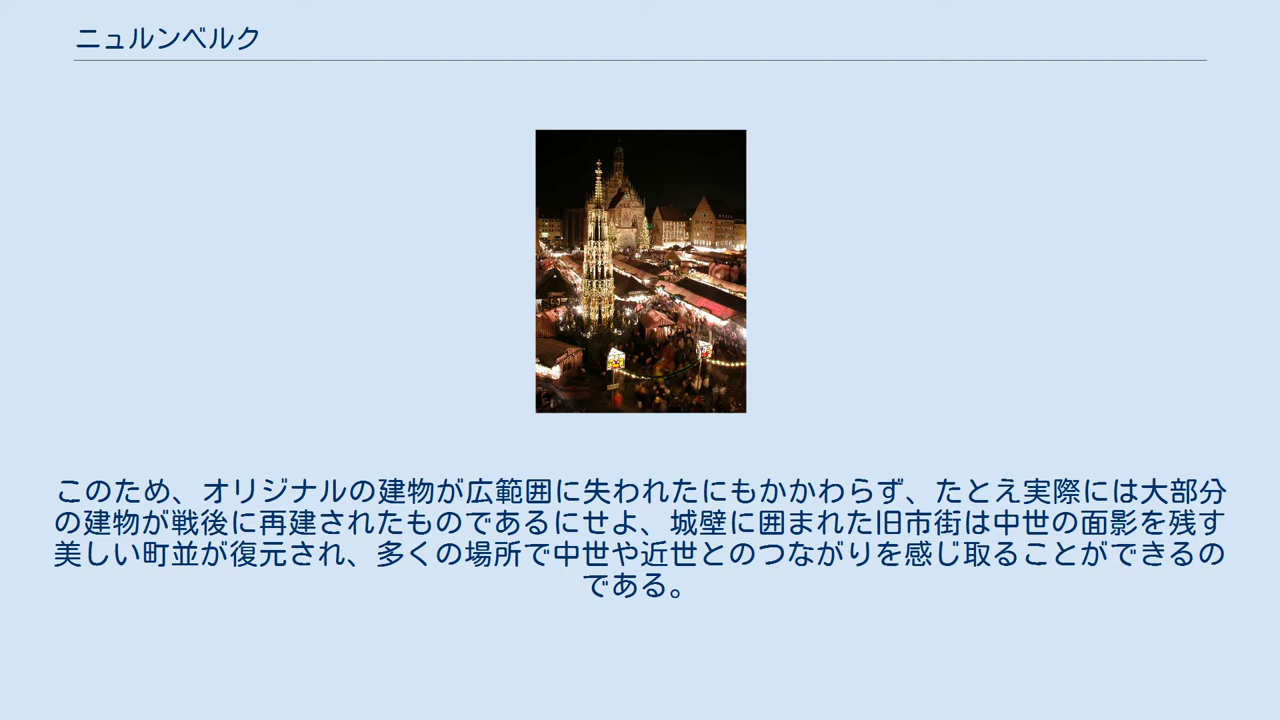 ニュルンベルク
このため、オリジナルの建物が広範囲に失われたにもかかわらず、たとえ実際には大部分
の建物が戦後に再建されたものであるにせよ、城壁に囲まれた旧市街は中世の面影を残す
美しい町並が復元され、多くの場所で中世や近世とのつながりを感じ取ることができるの
である。